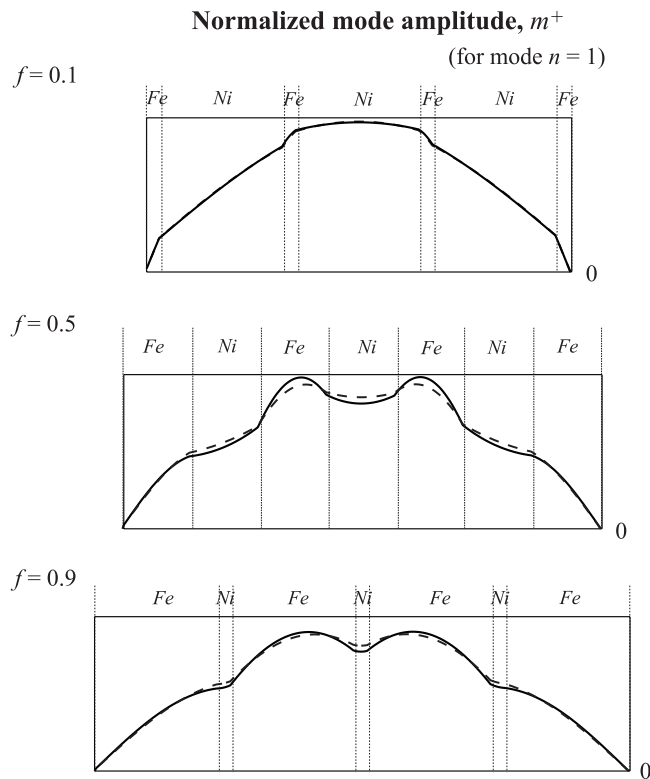 Normalized mode amplitude, m⁺
(for mode n = 1)
f = 0.1
Fe Ni Fe Ni Fe Ni Fe
0
f = 0.5
Fe Ni Fe Ni Fe Ni Fe
0
f = 0.9
Fe Ni Fe Ni Fe Ni Fe
0